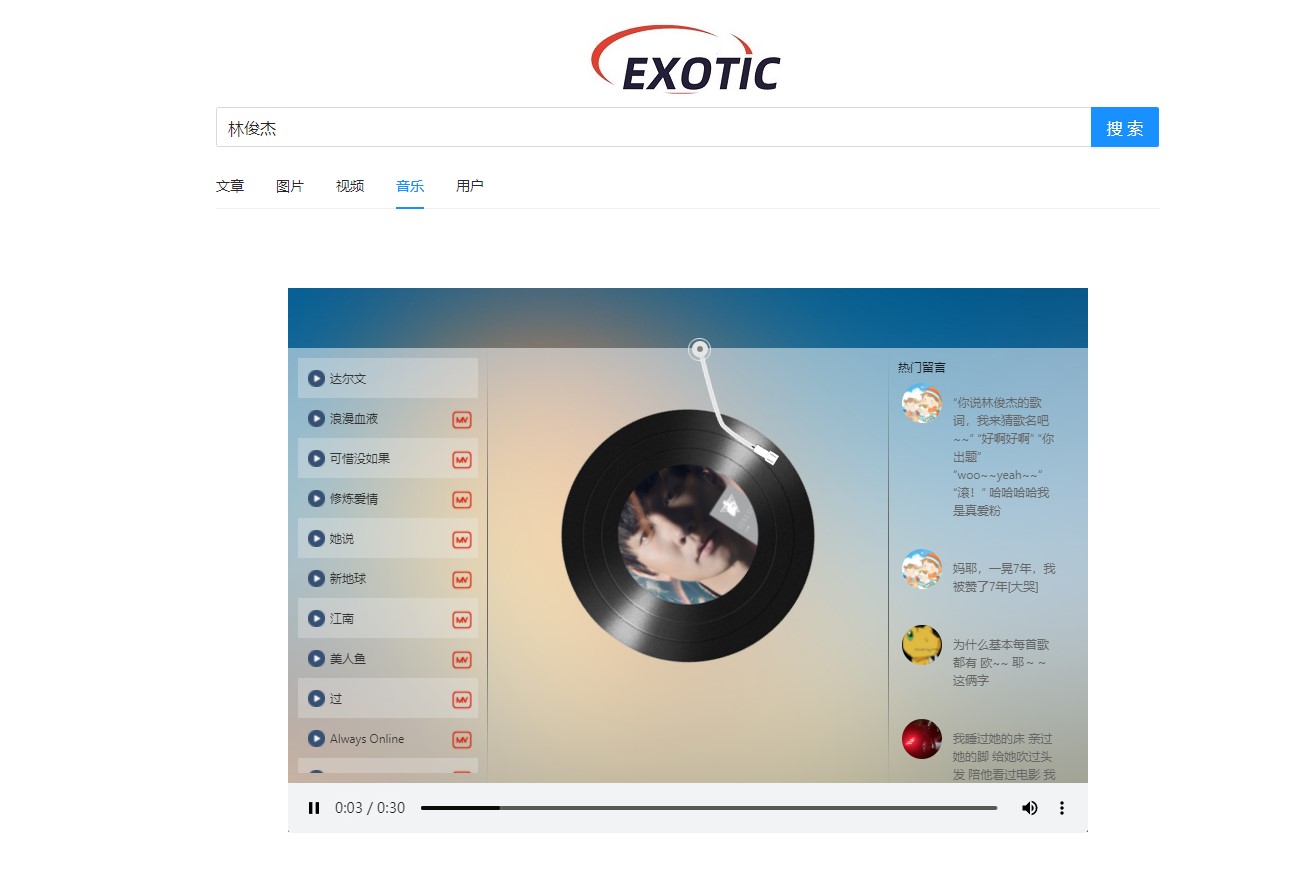 EXOTIC
林俊杰
搜 索
文章 图片 视频 音乐 用户
达尔文
浪漫血液 MV
可惜没如果 MV
修炼爱情 MV
她说 MV
新地球 MV
江南 MV
美人鱼 MV
过 MV
Always Online MV
热门留言
“你说林俊杰的歌
词，我来猜歌名吧
~~” “好啊好啊” “你
出题”
“woo~~yeah~~”
“滚！” 哈哈哈哈我
是真爱粉
妈耶，一晃7年，我
被赞了7年[大哭]
为什么基本每首歌
都有 欧~~ 耶～～
这俩字
我睡过她的床 亲过
她的脚 给她吹过头
发 陪他看过电影 我
0:03 / 0:30